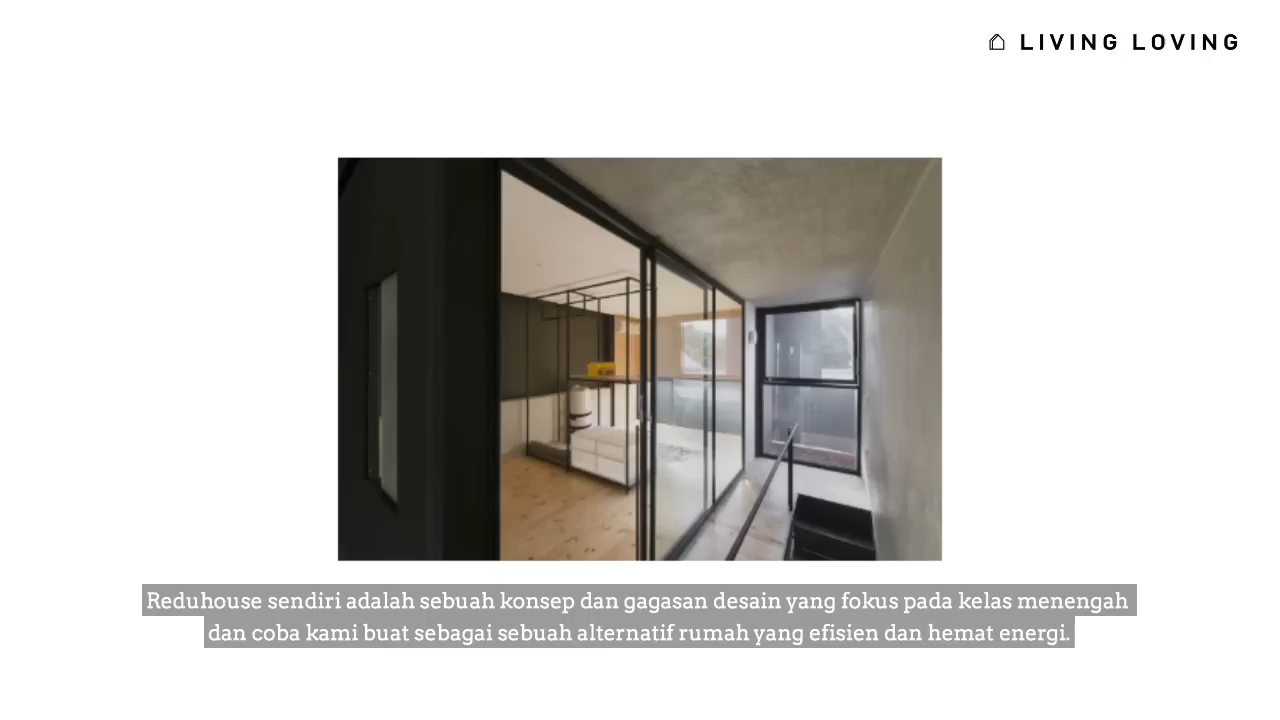 LIVING LOVING
Reduhouse sendiri adalah sebuah konsep dan gagasan desain yang fokus pada kelas menengah
dan coba kami buat sebagai sebuah alternatif rumah yang efisien dan hemat energi.